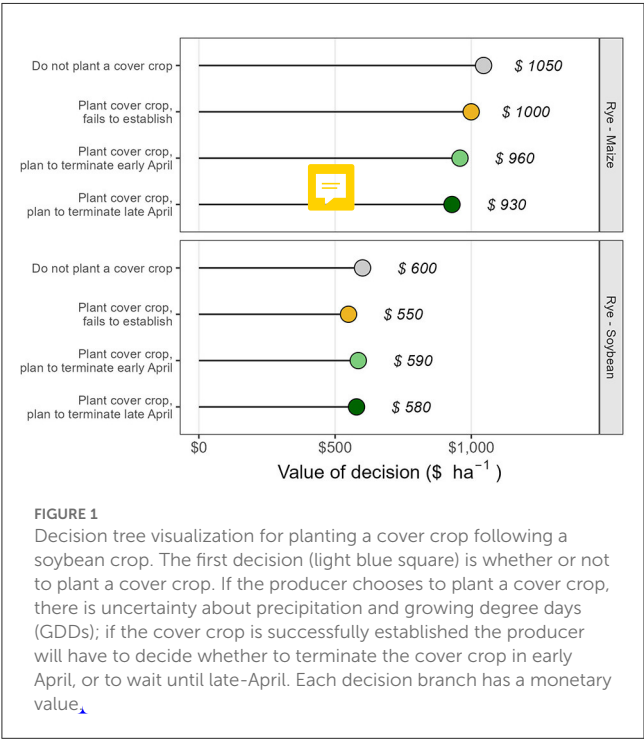 Do not plant a cover crop
$ 1050
Plant cover crop,
fails to establish
$ 1000
Plant cover crop,
plan to terminate early April
$ 960
Plant cover crop,
plan to terminate late April
$ 930
Rye - Maize
Do not plant a cover crop
$ 600
Plant cover crop,
fails to establish
$ 550
Plant cover crop,
plan to terminate early April
$ 590
Plant cover crop,
plan to terminate late April
$ 580
Rye - Soybean
$0 $500 $1,000
Value of decision ($ ha⁻¹ )
FIGURE 1
Decision tree visualization for planting a cover crop following a
soybean crop. The first decision (light blue square) is whether or not
to plant a cover crop. If the producer chooses to plant a cover crop,
there is uncertainty about precipitation and growing degree days
(GDDs); if the cover crop is successfully established the producer
will have to decide whether to terminate the cover crop in early
April, or to wait until late-April. Each decision branch has a monetary
value.